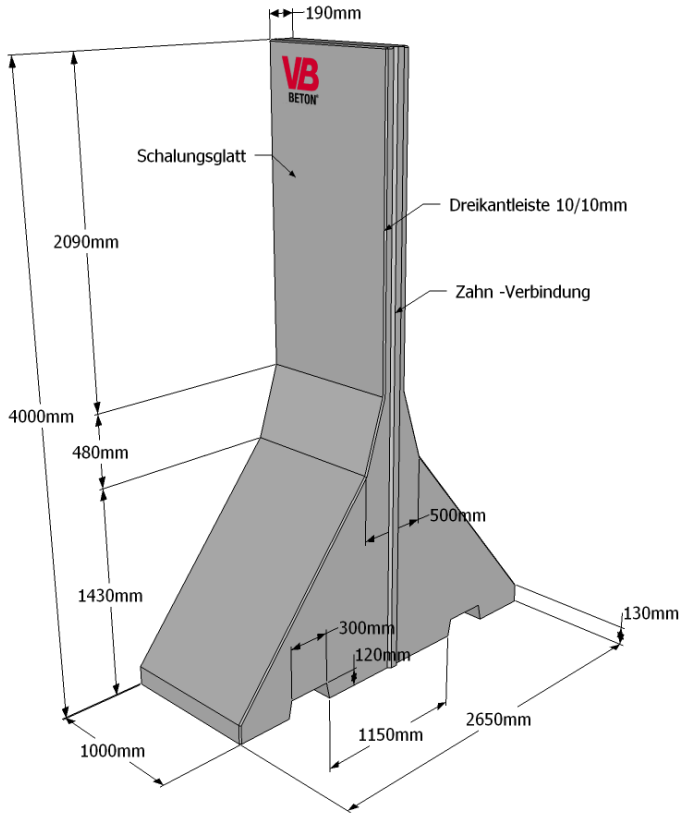 190mm
VB
BETON®
Schalungsglatt
Dreikantleiste 10/10mm
2090mm
Zahn -Verbindung
4000mm
480mm
500mm
1430mm
300mm
130mm
120mm
2650mm
1150mm
1000mm